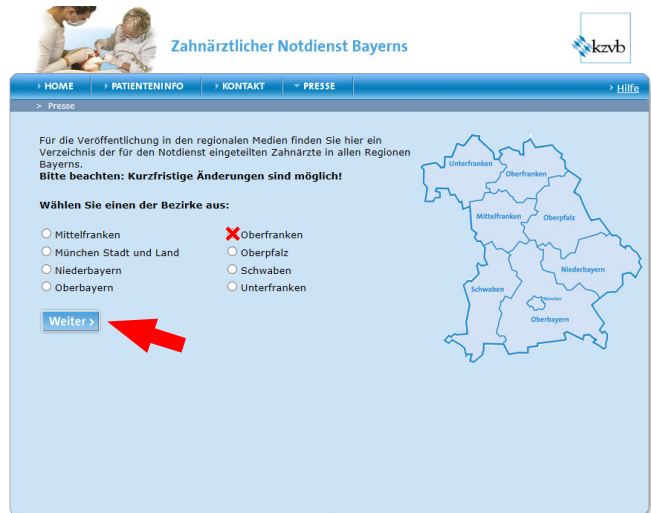 Zahnärztlicher Notdienst Bayerns
kzvb
HOME
PATIENTENINFO
KONTAKT
PRESSE
Hilfe
> Presse
Für die Veröffentlichung in den regionalen Medien finden Sie hier ein
Verzeichnis der für den Notdienst eingeteilten Zahnärzte in allen Regionen
Bayerns.
Bitte beachten: Kurzfristige Änderungen sind möglich!
Wählen Sie einen der Bezirke aus:
Mittelfranken
Oberfranken
München Stadt und Land
Oberpfalz
Niederbayern
Schwaben
Oberbayern
Unterfranken
Weiter >
Unterfranken
Oberfranken
Mittelfranken
Oberpfalz
Niederbayern
Schwaben
München
Oberbayern